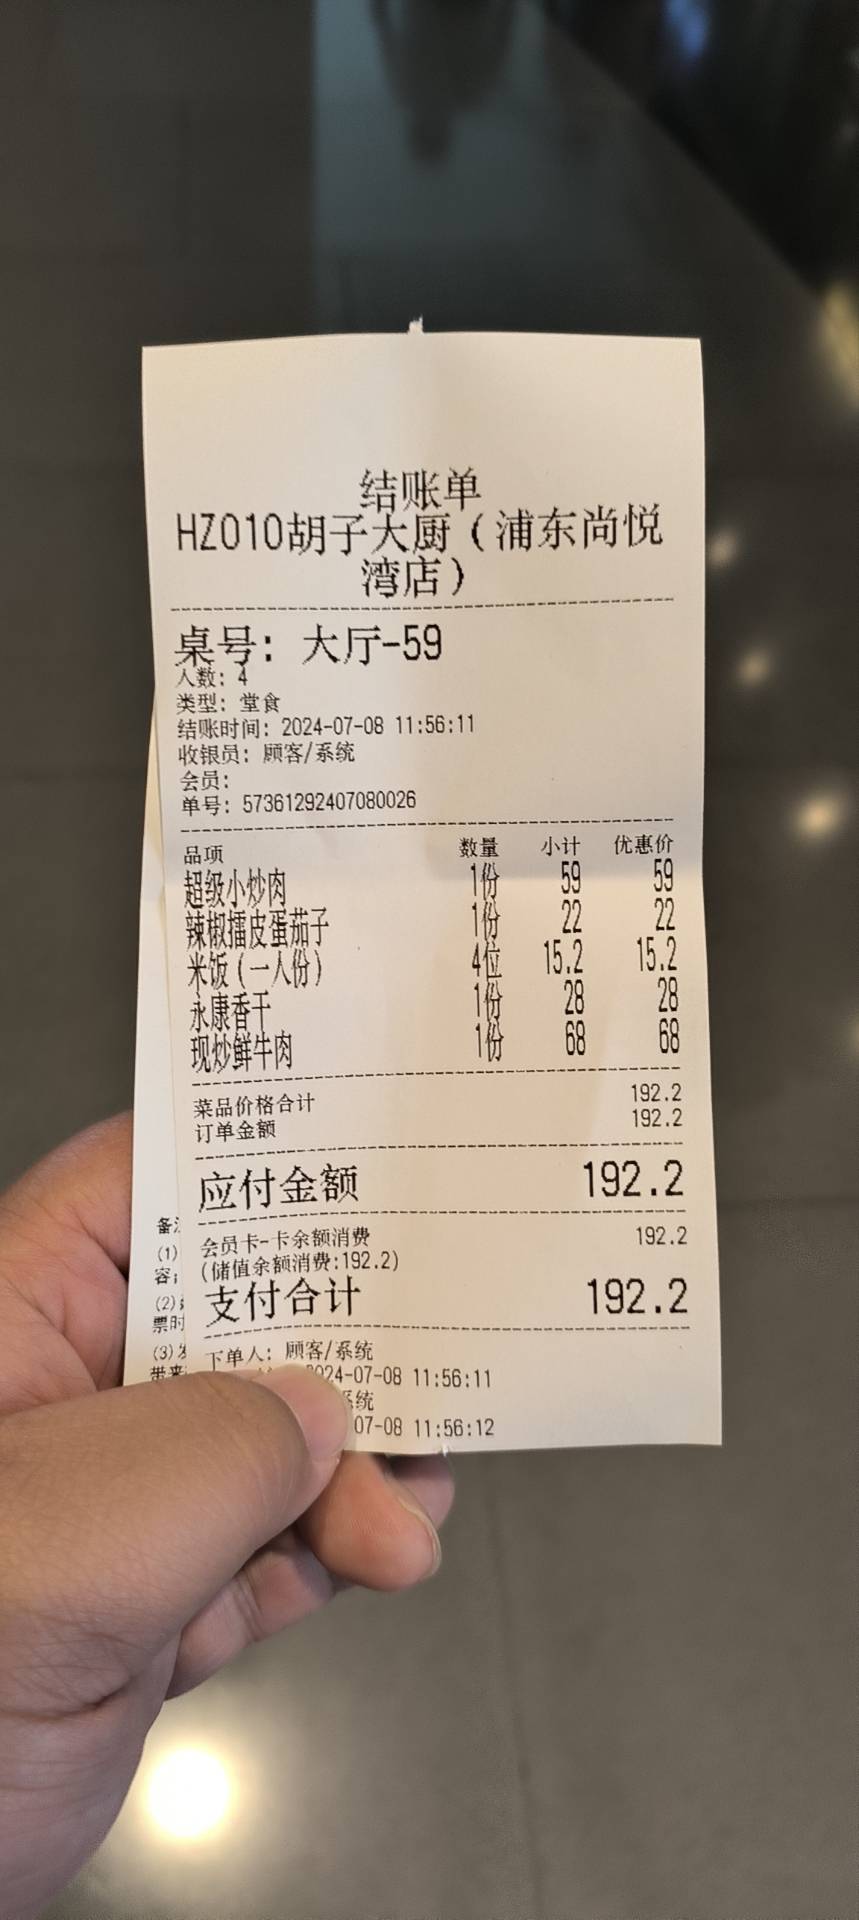 结账单
HZ010胡子大厨（浦东尚悦
湾店）
桌号：大厅-59
人数：4
类型：堂食
结账时间：2024-07-08 11:56:11
收银员：顾客/系统
会员：
单号：57361292407080026
品项 数量 小计 优惠价
超级小炒肉 1份 59 59
辣椒擂皮蛋茄子 1份 22 22
米饭（一人份） 4位 15.2 15.2
永康香干 1份 28 28
现炒鲜牛肉 1份 68 68
菜品价格合计 192.2
订单金额 192.2
应付金额 192.2
会员卡-卡余额消费 192.2
(储值余额消费:192.2)
支付合计 192.2
下单人：顾客/系统
2024-07-08 11:56:11
系统
07-08 11:56:12
(1)
容
(2)
票时
(3)发
带来